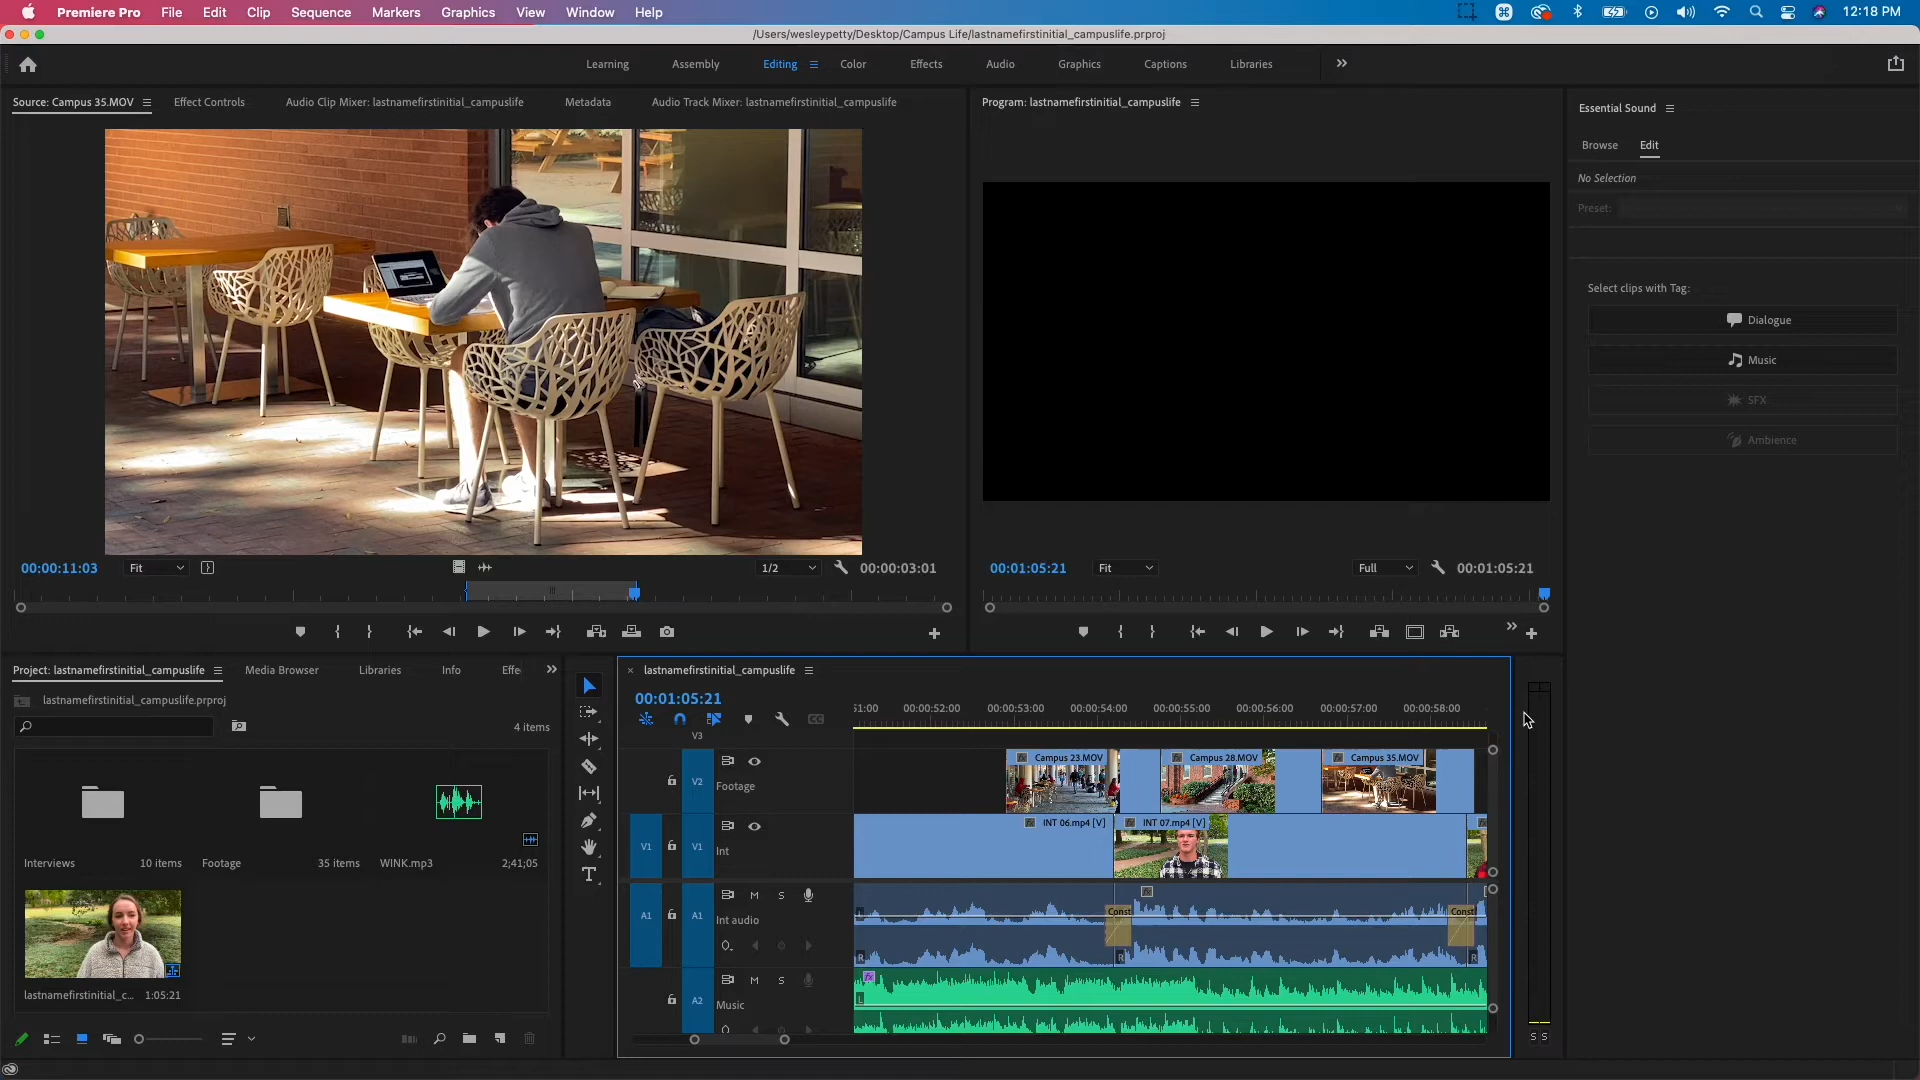 Premiere Pro File Edit Clip Sequence Markers Graphics View Window Help 12:18 PM
/Users/wesleypetty/Desktop/Campus Life/lastnamefirstinitial_campuslife.prproj
Learning Assembly Editing Color Effects Audio Graphics Captions Libraries
Source: Campus 35.MOV Effect Controls Audio Clip Mixer: lastnamefirstinitial_campuslife Metadata Audio Track Mixer: lastnamefirstinitial_campuslife
Program: lastnamefirstinitial_campuslife
Essential Sound
Browse Edit
No Selection
Preset:
Select clips with Tag:
Dialogue
Music
SFX
Ambience
00:00:11:03 Fit 1/2 00:00:03:01
00:01:05:21 Fit Full 00:01:05:21
Project: lastnamefirstinitial_campuslife Media Browser Libraries Info Effe
lastnamefirstinitial_campuslife.prproj
4 items
Interviews 10 items Footage 35 items WINK.mp3 2;41;05
lastnamefirstinitial_c... 1:05:21
lastnamefirstinitial_campuslife
00:01:05:21
51:00 00:00:52:00 00:00:53:00 00:00:54:00 00:00:55:00 00:00:56:00 00:00:57:00 00:00:58:00
V3
Campus 23.MOV Campus 28.MOV Campus 35.MOV
V2 Footage
INT 06.mp4 [V] INT 07.mp4 [V]
V1 V1 Int
M S
A1 A1 Int audio
Const Const
R R R
M S
fx
A2 Music
L
S S